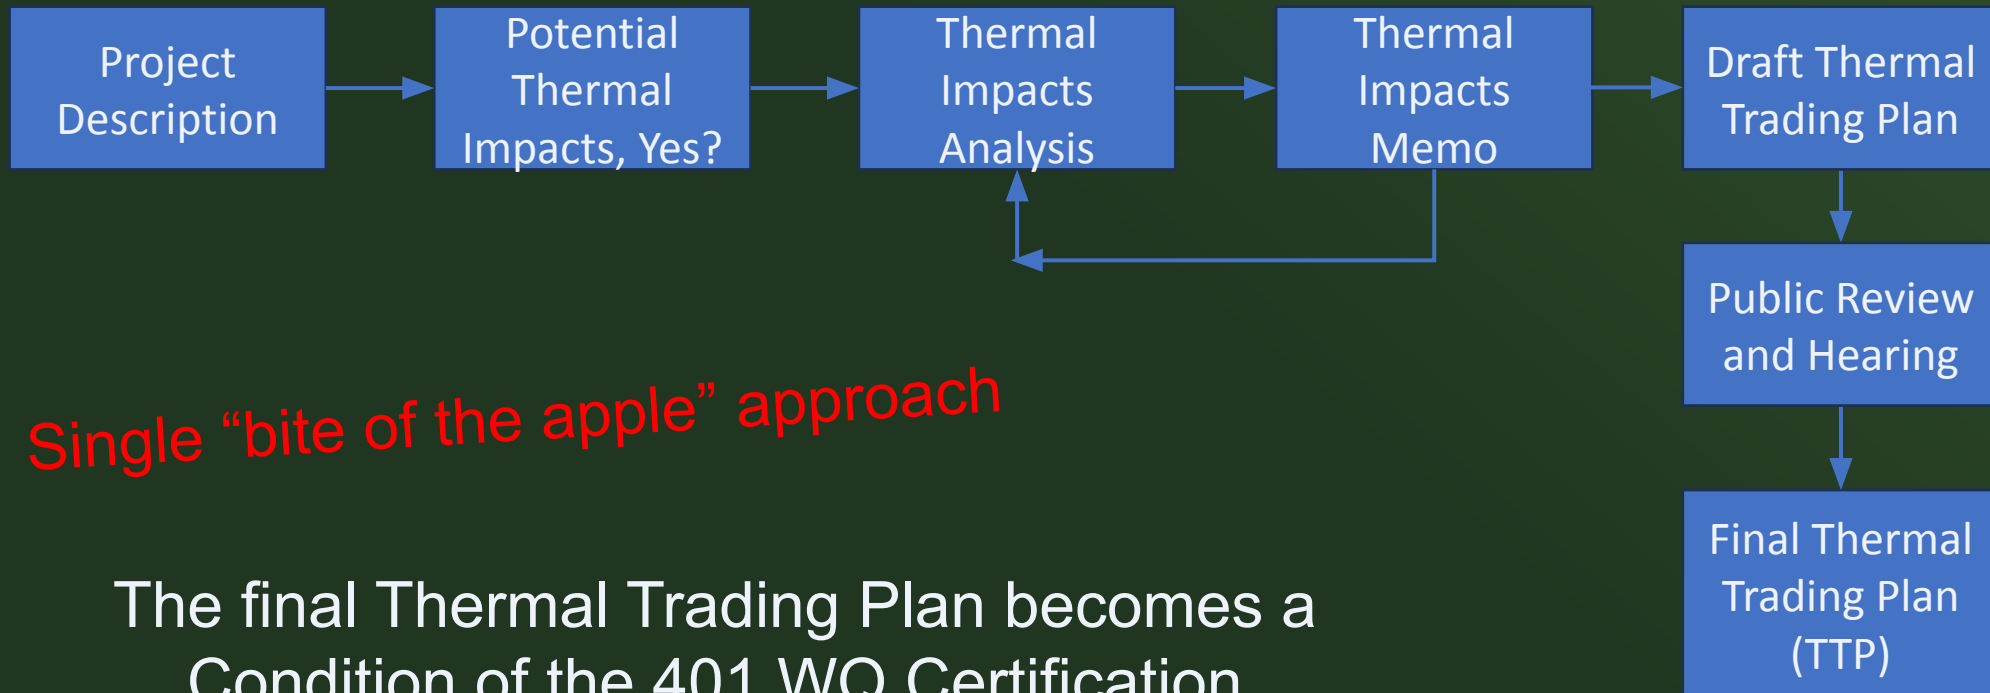 Project
Description
Potential
Thermal
Impacts, Yes?
Thermal
Impacts
Analysis
Thermal
Impacts
Memo
Draft Thermal
Trading Plan
Public Review
and Hearing
Final Thermal
Trading Plan
(TTP)
Single “bite of the apple” approach
The final Thermal Trading Plan becomes a
Condition of the 401 WQ Certification